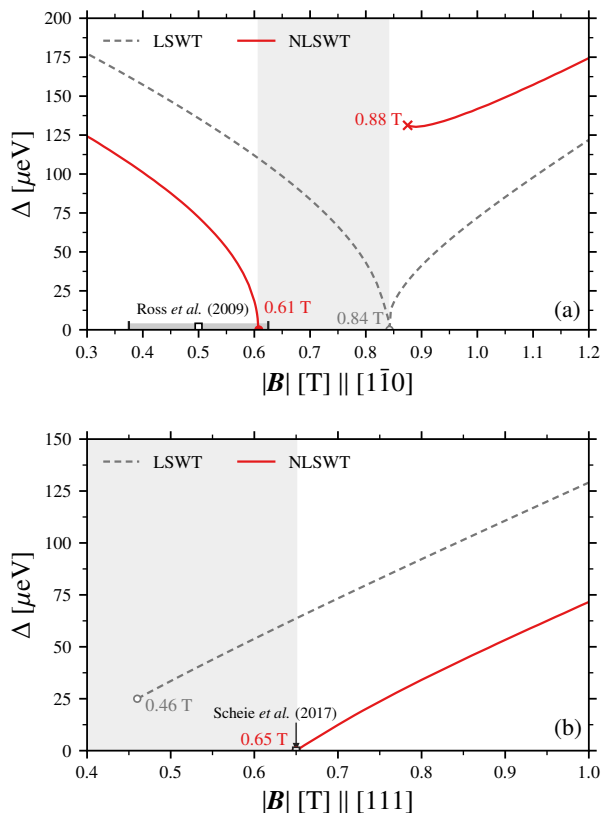 LSWT NLSWT
200
175
150
125
100
75
50
25
0
Δ [μeV]
0.88 T
Ross et al. (2009)
0.61 T
0.84 T
(a)
0.3 0.4 0.5 0.6 0.7 0.8 0.9 1.0 1.1 1.2
|B| [T] || [11̄0]
LSWT NLSWT
150
125
100
75
50
25
0
Δ [μeV]
0.46 T
Scheie et al. (2017)
0.65 T
(b)
0.4 0.5 0.6 0.7 0.8 0.9 1.0
|B| [T] || [111]